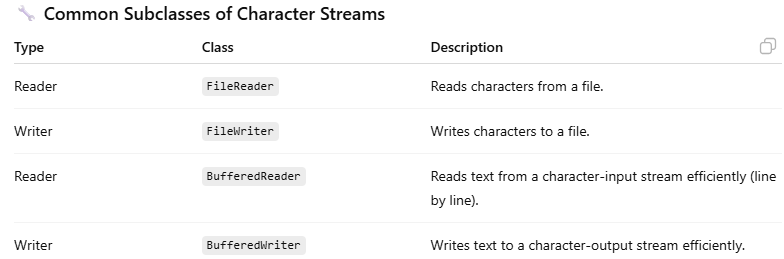 🔧 Common Subclasses of Character Streams
Type Class Description
Reader FileReader Reads characters from a file.
Writer FileWriter Writes characters to a file.
Reader BufferedReader Reads text from a character-input stream efficiently (line
by line).
Writer BufferedWriter Writes text to a character-output stream efficiently.